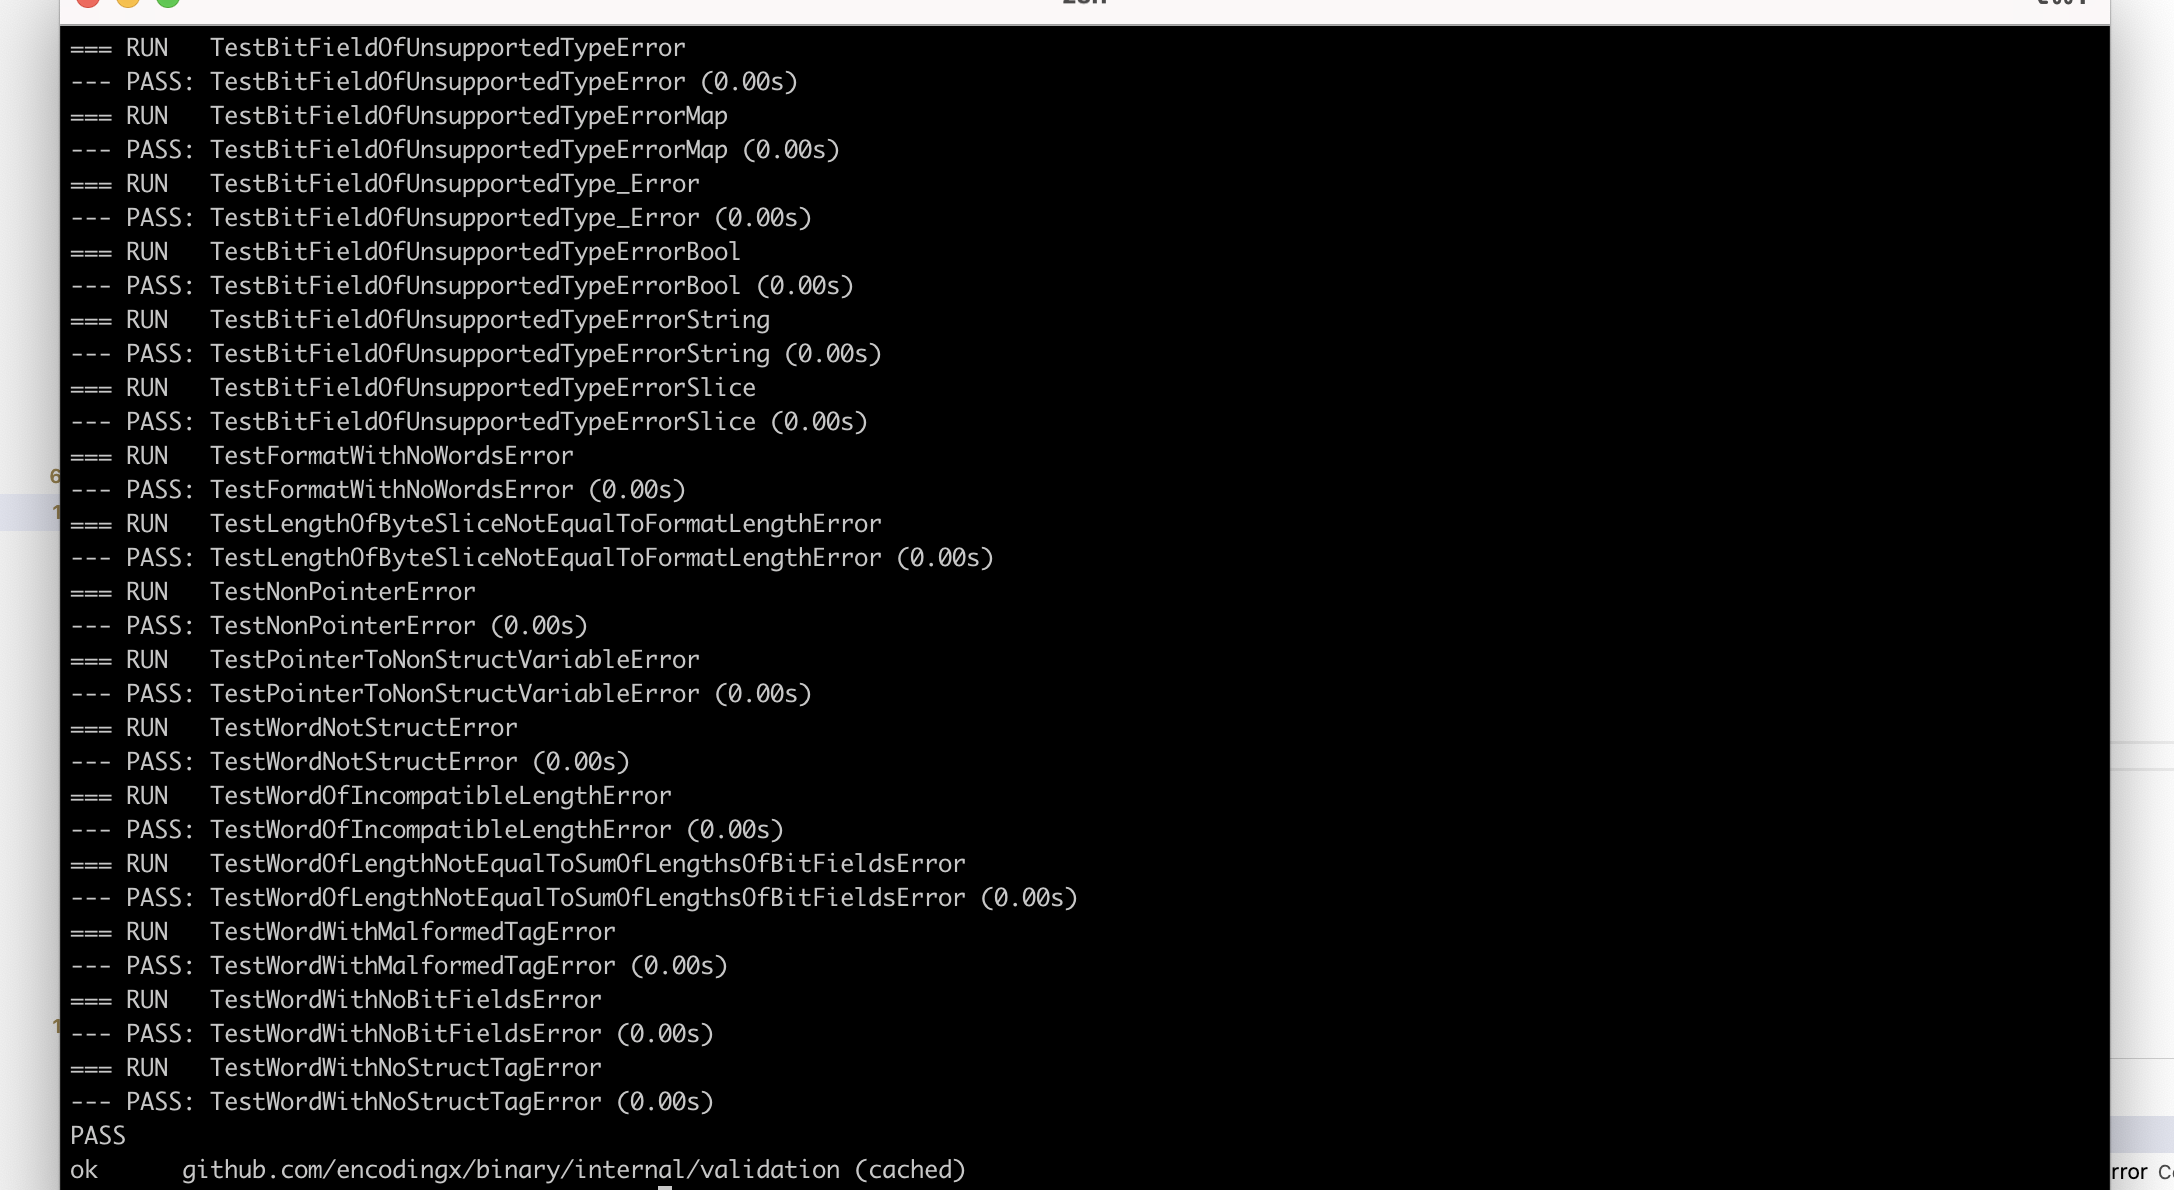 === RUN   TestBitFieldOfUnsupportedTypeError
--- PASS: TestBitFieldOfUnsupportedTypeError (0.00s)
=== RUN   TestBitFieldOfUnsupportedTypeErrorMap
--- PASS: TestBitFieldOfUnsupportedTypeErrorMap (0.00s)
=== RUN   TestBitFieldOfUnsupportedType_Error
--- PASS: TestBitFieldOfUnsupportedType_Error (0.00s)
=== RUN   TestBitFieldOfUnsupportedTypeErrorBool
--- PASS: TestBitFieldOfUnsupportedTypeErrorBool (0.00s)
=== RUN   TestBitFieldOfUnsupportedTypeErrorString
--- PASS: TestBitFieldOfUnsupportedTypeErrorString (0.00s)
=== RUN   TestBitFieldOfUnsupportedTypeErrorSlice
--- PASS: TestBitFieldOfUnsupportedTypeErrorSlice (0.00s)
=== RUN   TestFormatWithNoWordsError
--- PASS: TestFormatWithNoWordsError (0.00s)
=== RUN   TestLengthOfByteSliceNotEqualToFormatLengthError
--- PASS: TestLengthOfByteSliceNotEqualToFormatLengthError (0.00s)
=== RUN   TestNonPointerError
--- PASS: TestNonPointerError (0.00s)
=== RUN   TestPointerToNonStructVariableError
--- PASS: TestPointerToNonStructVariableError (0.00s)
=== RUN   TestWordNotStructError
--- PASS: TestWordNotStructError (0.00s)
=== RUN   TestWordOfIncompatibleLengthError
--- PASS: TestWordOfIncompatibleLengthError (0.00s)
=== RUN   TestWordOfLengthNotEqualToSumOfLengthsOfBitFieldsError
--- PASS: TestWordOfLengthNotEqualToSumOfLengthsOfBitFieldsError (0.00s)
=== RUN   TestWordWithMalformedTagError
--- PASS: TestWordWithMalformedTagError (0.00s)
=== RUN   TestWordWithNoBitFieldsError
--- PASS: TestWordWithNoBitFieldsError (0.00s)
=== RUN   TestWordWithNoStructTagError
--- PASS: TestWordWithNoStructTagError (0.00s)
PASS
ok      github.com/encodingx/binary/internal/validation (cached)